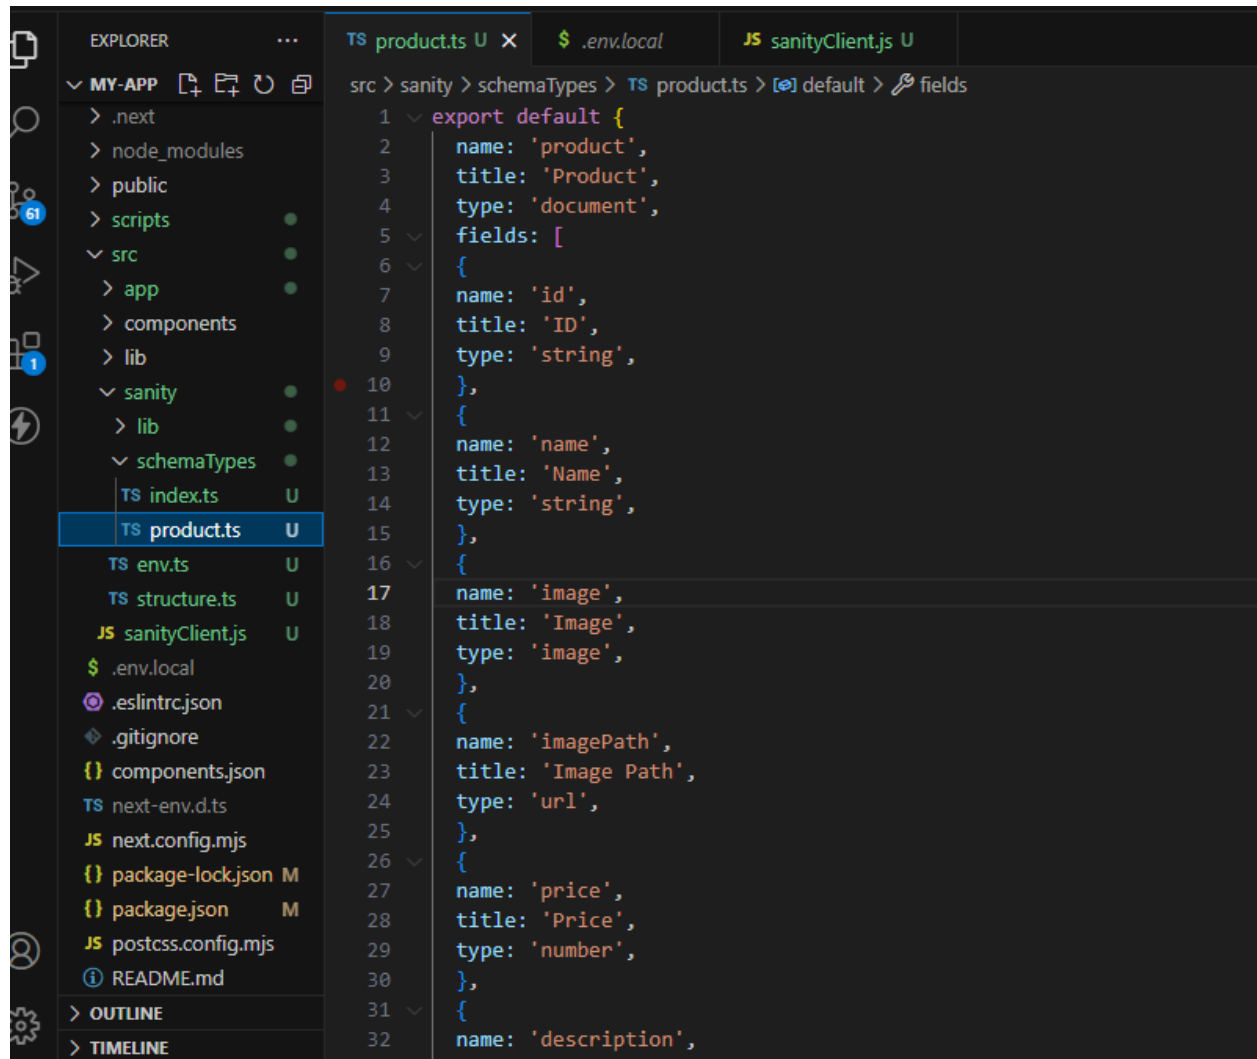 EXPLORER ...
MY-APP
.next
node_modules
public
scripts
src
app
components
lib
sanity
lib
schemaTypes
TS index.ts U
TS product.ts U
TS env.ts U
TS structure.ts U
JS sanityClient.js U
$ .env.local
.eslintrc.json
.gitignore
{} components.json
TS next-env.d.ts
JS next.config.mjs
{} package-lock.json M
{} package.json M
JS postcss.config.mjs
README.md
OUTLINE
TIMELINE
61
1
TS product.ts U X $ .env.local JS sanityClient.js U
src > sanity > schemaTypes > TS product.ts > default > fields
1 export default {
2 name: 'product',
3 title: 'Product',
4 type: 'document',
5 fields: [
6 {
7 name: 'id',
8 title: 'ID',
9 type: 'string',
10 },
11 {
12 name: 'name',
13 title: 'Name',
14 type: 'string',
15 },
16 {
17 name: 'image',
18 title: 'Image',
19 type: 'image',
20 },
21 {
22 name: 'imagePath',
23 title: 'Image Path',
24 type: 'url',
25 },
26 {
27 name: 'price',
28 title: 'Price',
29 type: 'number',
30 },
31 {
32 name: 'description',